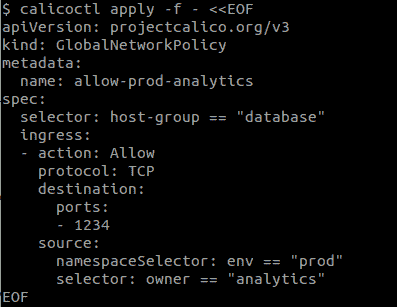 $ calicoctl apply -f - <<EOF
apiVersion: projectcalico.org/v3
kind: GlobalNetworkPolicy
metadata:
  name: allow-prod-analytics
spec:
  selector: host-group == "database"
  ingress:
  - action: Allow
    protocol: TCP
    destination:
      ports:
      - 1234
    source:
      namespaceSelector: env == "prod"
      selector: owner == "analytics"
EOF